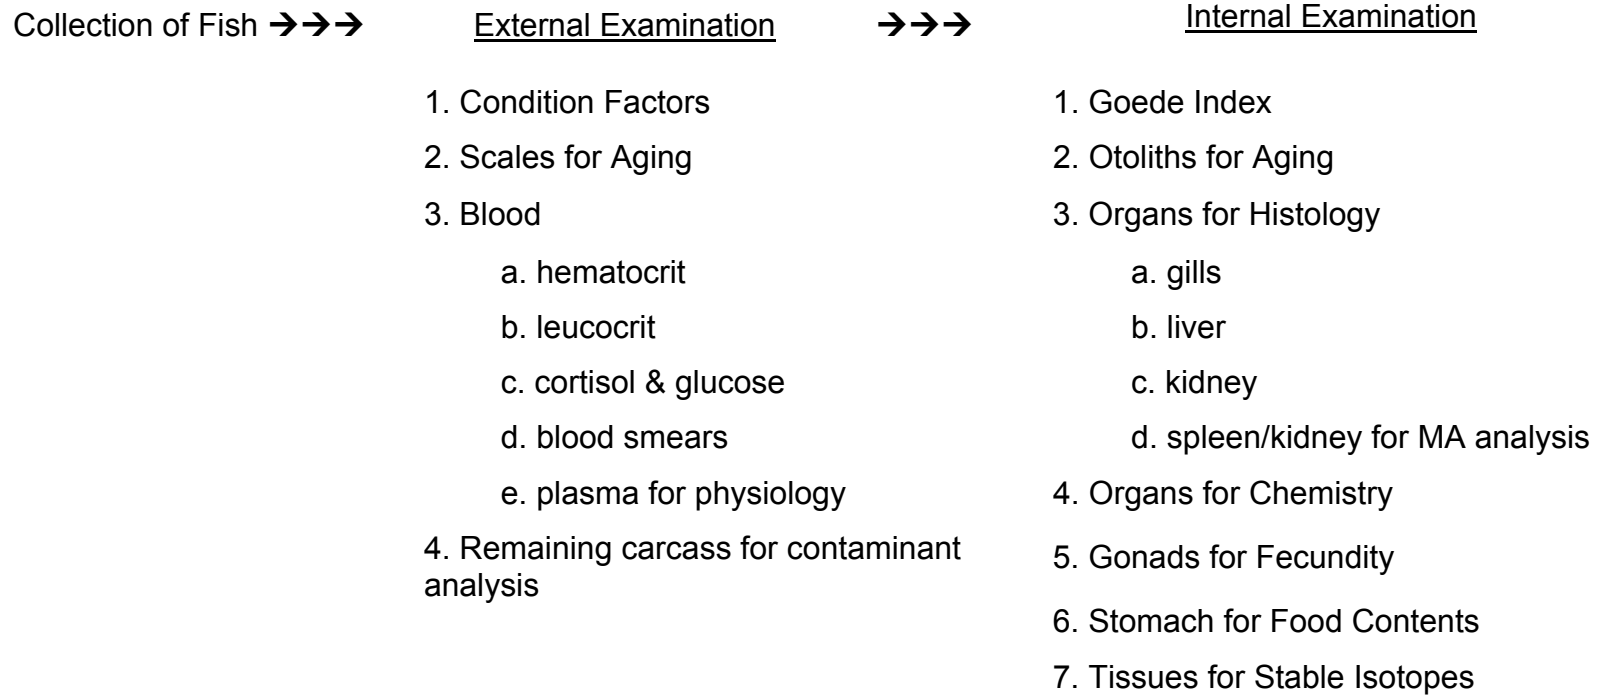 Collection of Fish →→→ External Examination →→→ Internal Examination
1. Condition Factors
2. Scales for Aging
3. Blood
a. hematocrit
b. leucocrit
c. cortisol & glucose
d. blood smears
e. plasma for physiology
4. Remaining carcass for contaminant
analysis
1. Goede Index
2. Otoliths for Aging
3. Organs for Histology
a. gills
b. liver
c. kidney
d. spleen/kidney for MA analysis
4. Organs for Chemistry
5. Gonads for Fecundity
6. Stomach for Food Contents
7. Tissues for Stable Isotopes